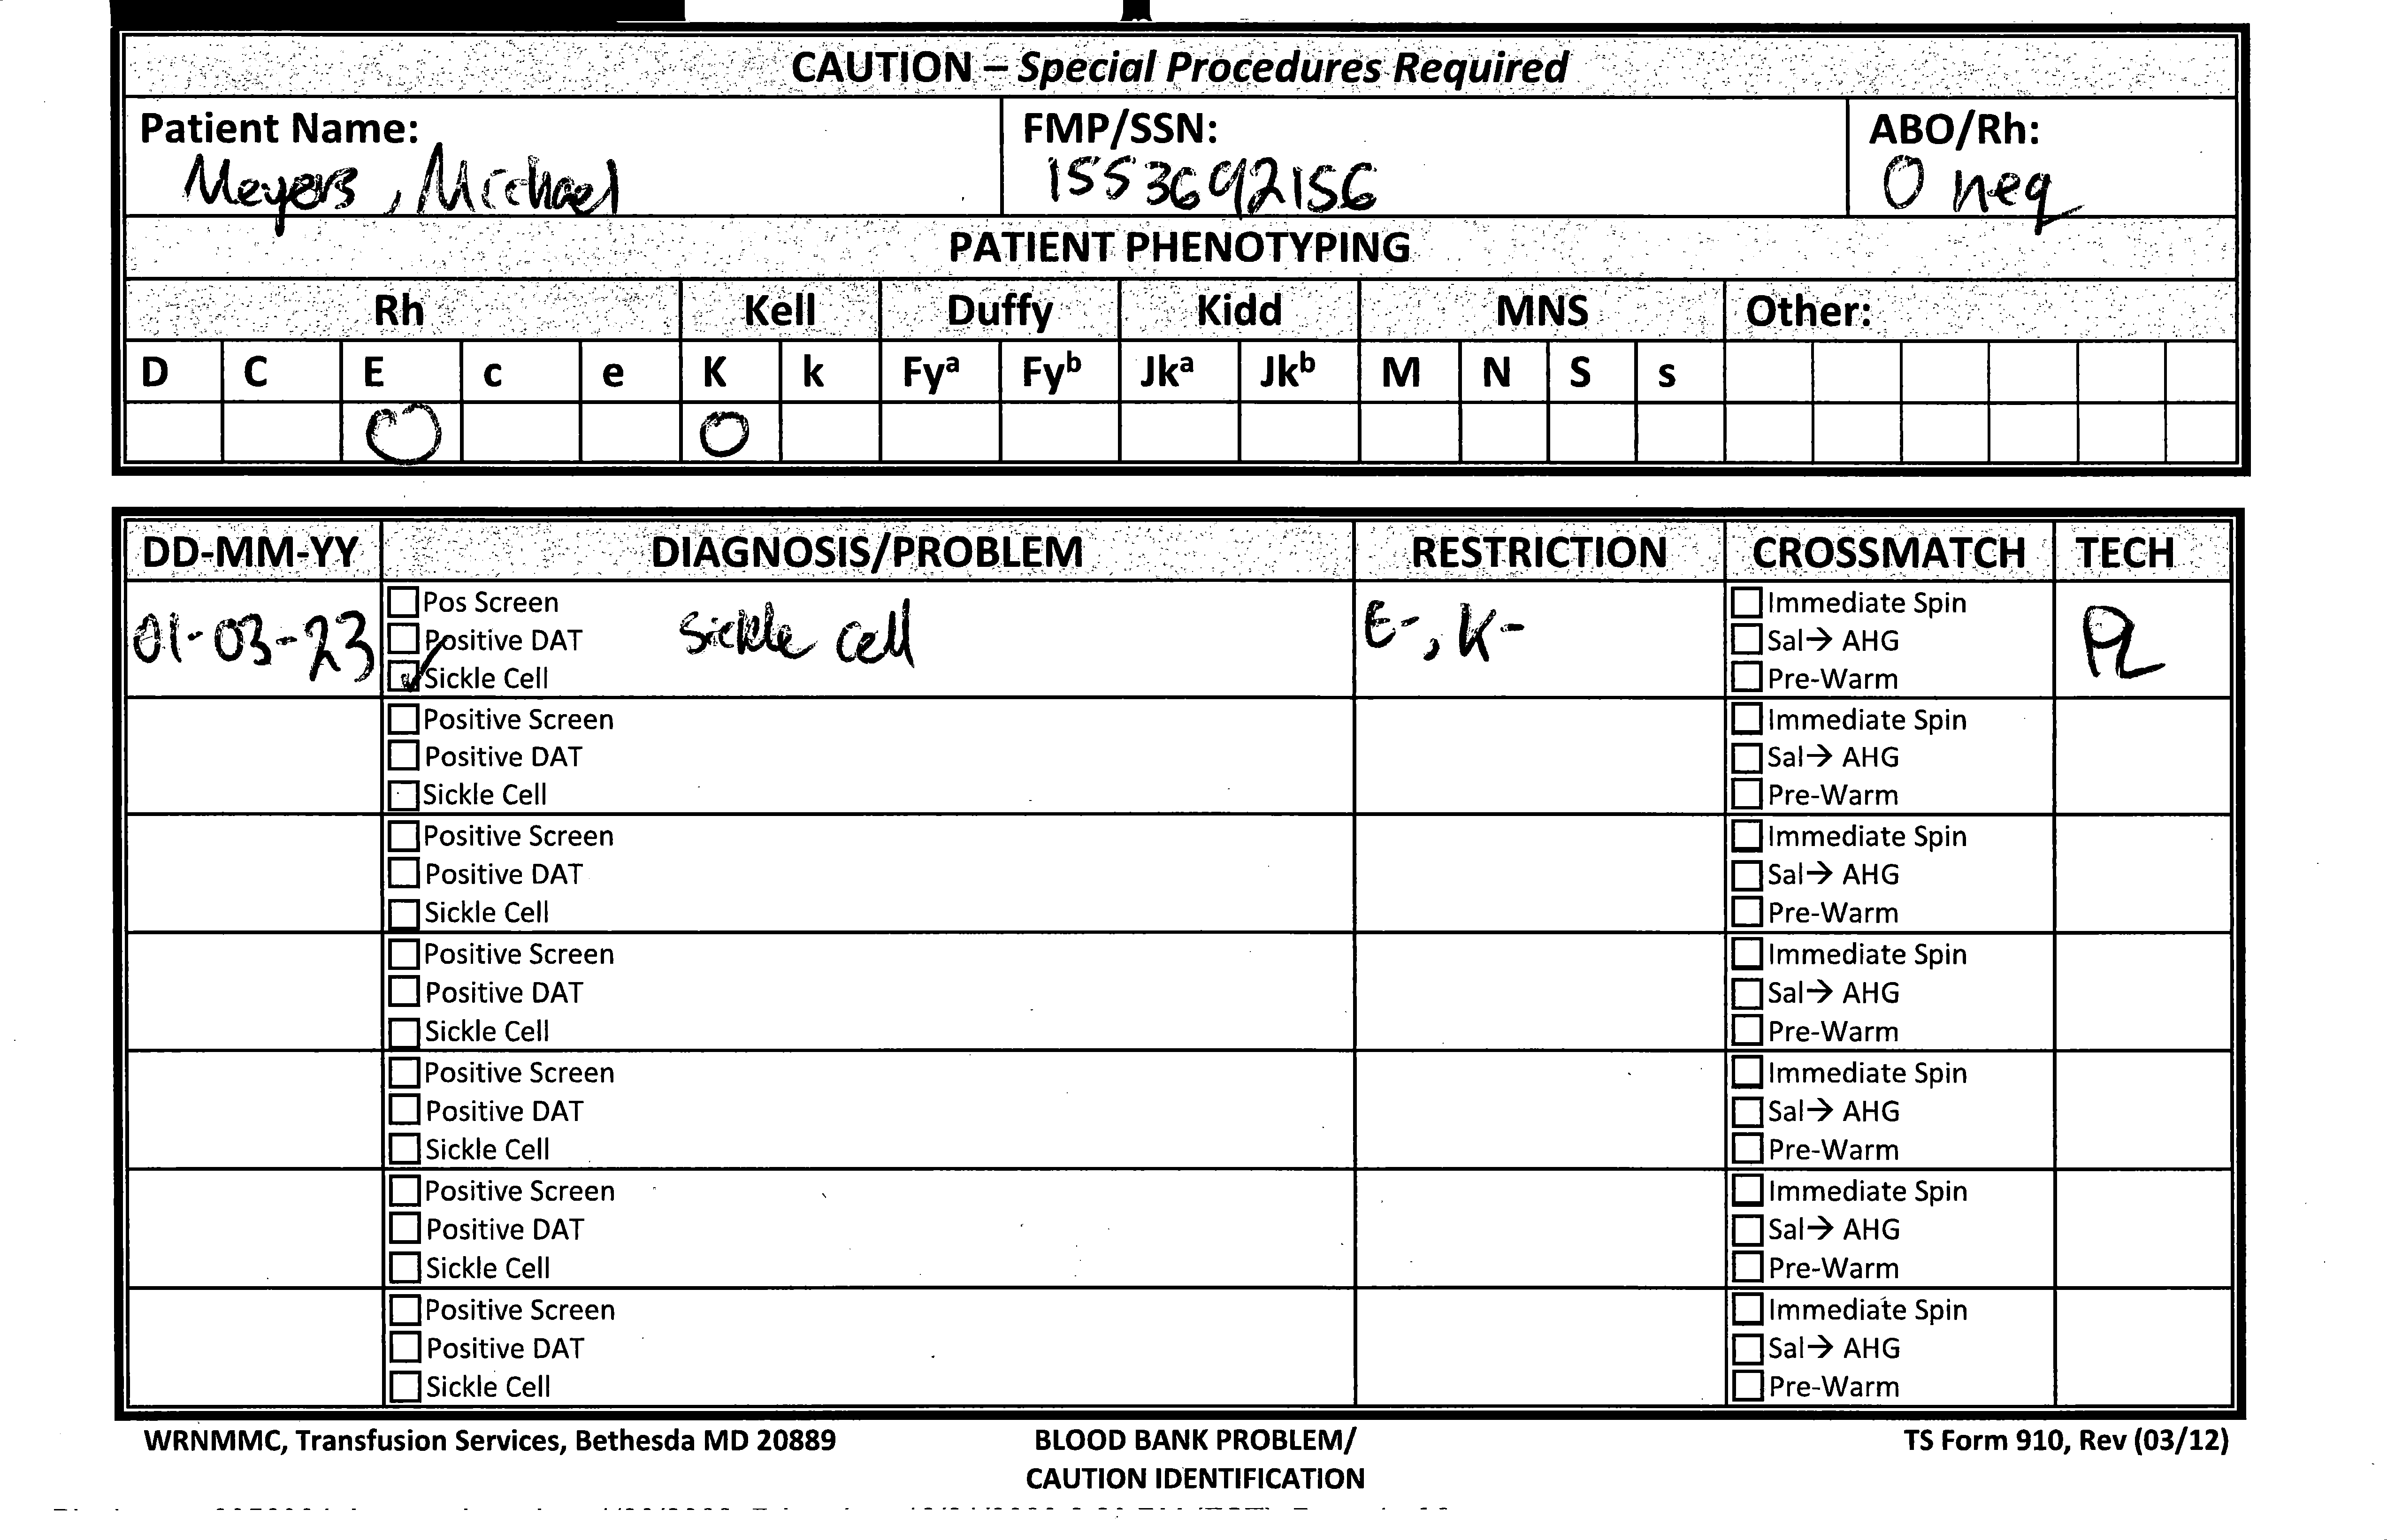 CAUTION – Special Procedures Required
Patient Name: FMP/SSN: ABO/Rh:
Meyers, Michael 1553692156 O neg
PATIENT PHENOTYPING
Rh Kell Duffy Kidd MNS Other:
D C E c e K k Fyª Fyᵇ Jkª Jkᵇ M N S s
O O
DD-MM-YY DIAGNOSIS/PROBLEM RESTRICTION CROSSMATCH TECH
01-03-23 Sickle cell E-, K- PL
☐ Pos Screen ☐ Immediate Spin
☐ Positive DAT ☐ Sal→ AHG
☑ Sickle Cell ☐ Pre-Warm
☐ Positive Screen ☐ Immediate Spin
☐ Positive DAT ☐ Sal→ AHG
☐ Sickle Cell ☐ Pre-Warm
☐ Positive Screen ☐ Immediate Spin
☐ Positive DAT ☐ Sal→ AHG
☐ Sickle Cell ☐ Pre-Warm
☐ Positive Screen ☐ Immediate Spin
☐ Positive DAT ☐ Sal→ AHG
☐ Sickle Cell ☐ Pre-Warm
☐ Positive Screen ☐ Immediate Spin
☐ Positive DAT ☐ Sal→ AHG
☐ Sickle Cell ☐ Pre-Warm
☐ Positive Screen ☐ Immediate Spin
☐ Positive DAT ☐ Sal→ AHG
☐ Sickle Cell ☐ Pre-Warm
☐ Positive Screen ☐ Immediate Spin
☐ Positive DAT ☐ Sal→ AHG
☐ Sickle Cell ☐ Pre-Warm
WRNMMC, Transfusion Services, Bethesda MD 20889 BLOOD BANK PROBLEM/ TS Form 910, Rev (03/12)
CAUTION IDENTIFICATION